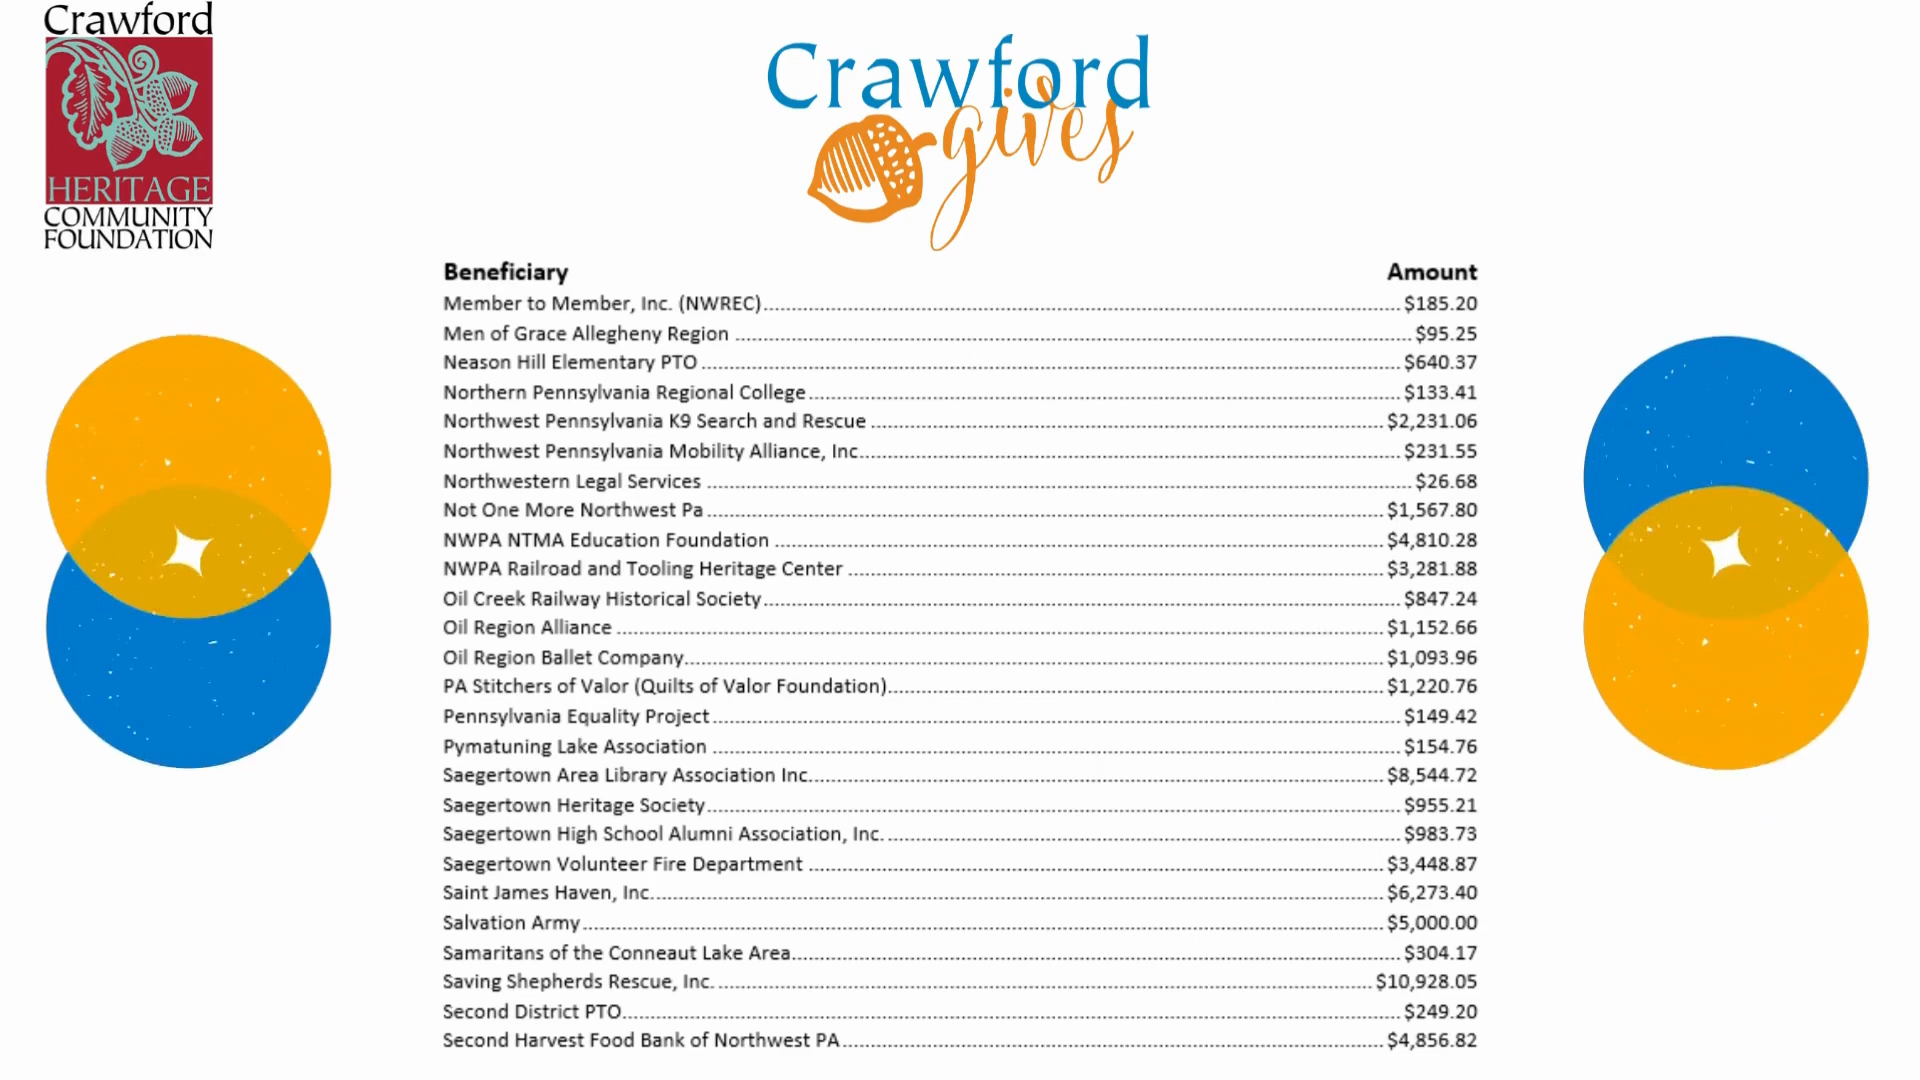 Crawford
HERITAGE
COMMUNITY
FOUNDATION
Crawford
gives
Beneficiary Amount
Member to Member, Inc. (NWREC) $185.20
Men of Grace Allegheny Region $95.25
Neason Hill Elementary PTO $640.37
Northern Pennsylvania Regional College $133.41
Northwest Pennsylvania K9 Search and Rescue $2,231.06
Northwest Pennsylvania Mobility Alliance, Inc. $231.55
Northwestern Legal Services $26.68
Not One More Northwest Pa $1,567.80
NWPA NTMA Education Foundation $4,810.28
NWPA Railroad and Tooling Heritage Center $3,281.88
Oil Creek Railway Historical Society $847.24
Oil Region Alliance $1,152.66
Oil Region Ballet Company $1,093.96
PA Stitchers of Valor (Quilts of Valor Foundation) $1,220.76
Pennsylvania Equality Project $149.42
Pymatuning Lake Association $154.76
Saegertown Area Library Association Inc. $8,544.72
Saegertown Heritage Society $955.21
Saegertown High School Alumni Association, Inc. $983.73
Saegertown Volunteer Fire Department $3,448.87
Saint James Haven, Inc. $6,273.40
Salvation Army $5,000.00
Samaritans of the Conneaut Lake Area $304.17
Saving Shepherds Rescue, Inc. $10,928.05
Second District PTO $249.20
Second Harvest Food Bank of Northwest PA $4,856.82